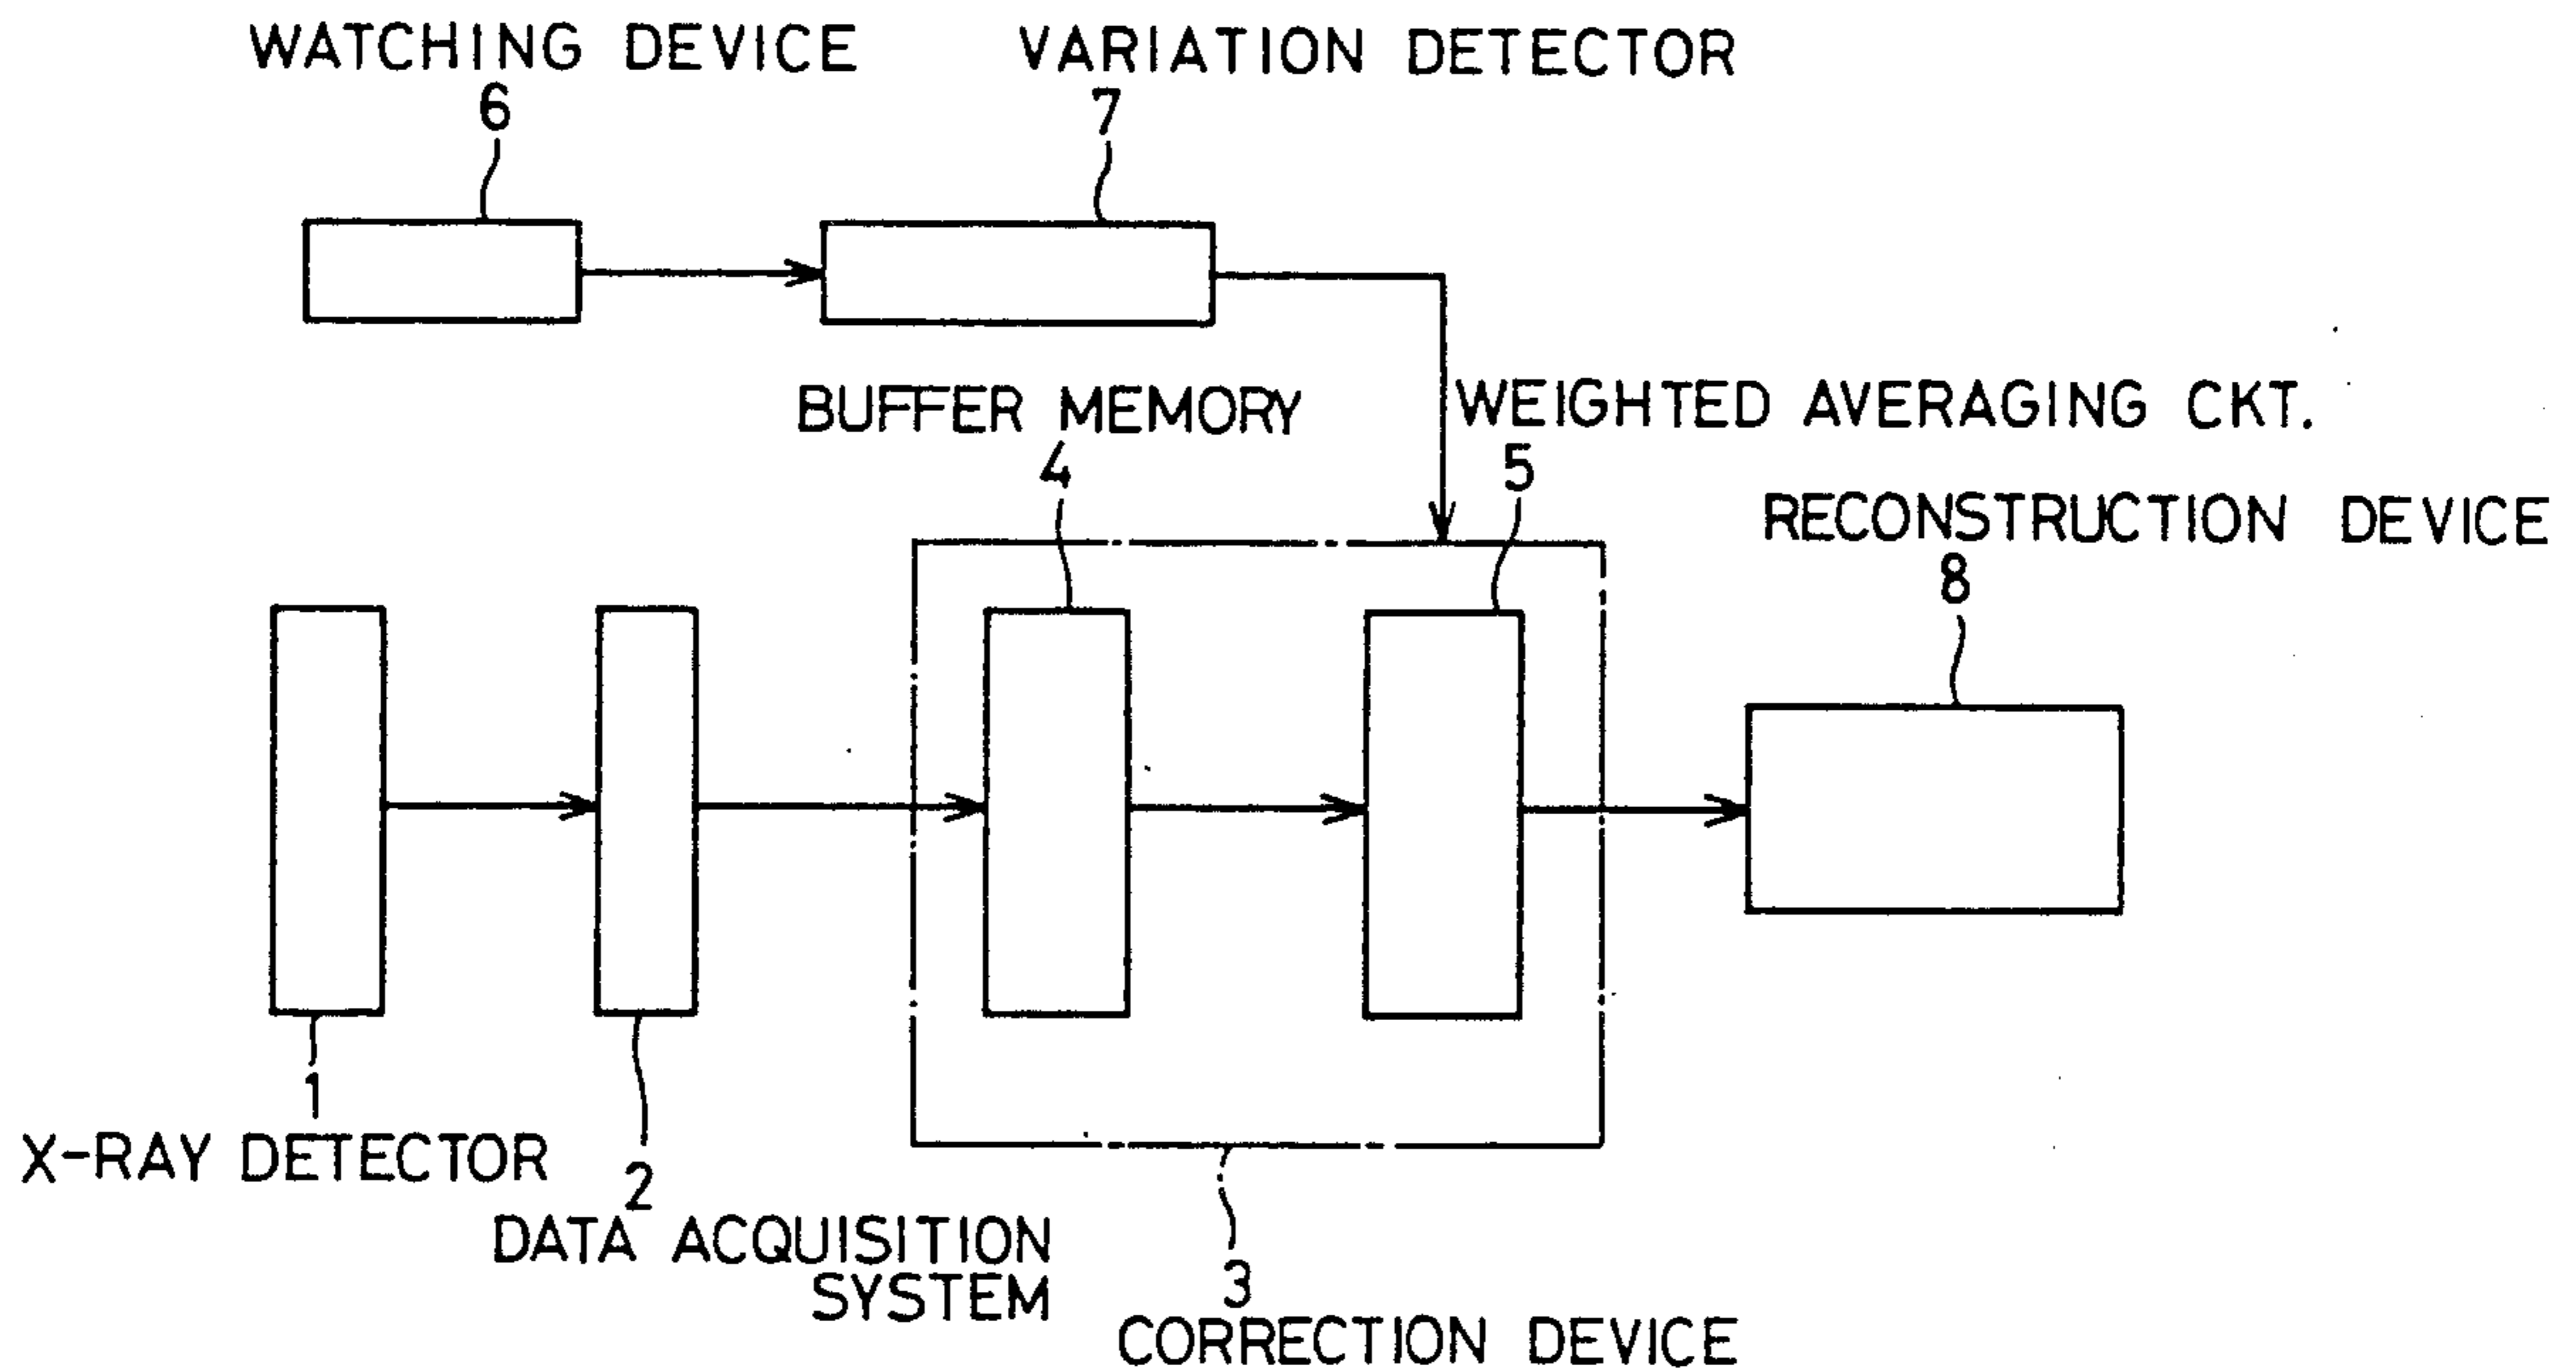 WATCHING DEVICE
6
VARIATION DETECTOR
7
BUFFER MEMORY
4
WEIGHTED AVERAGING CKT.
5
RECONSTRUCTION DEVICE
8
1
X-RAY DETECTOR
2
DATA ACQUISITION
SYSTEM
3
CORRECTION DEVICE